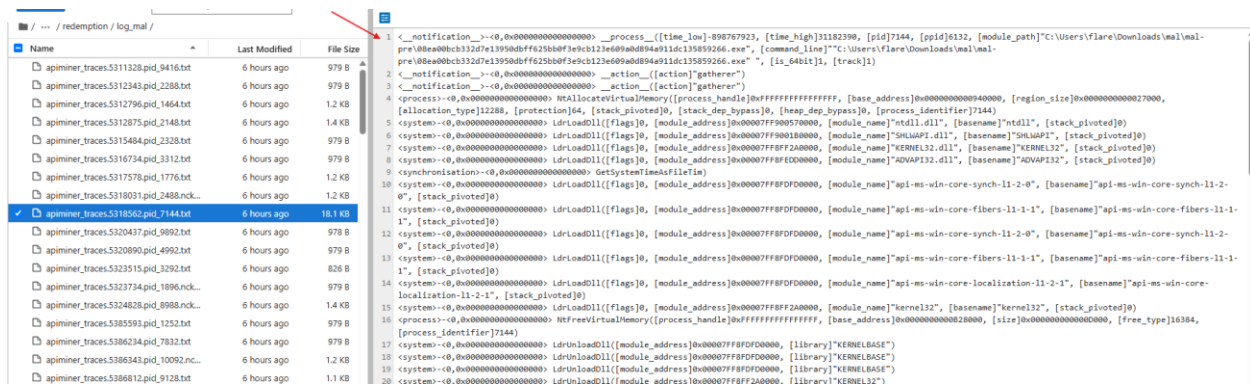 / ... / redemption / log_mal /
Name Last Modified File Size
apiminer_traces.5311328.pid_9416.txt 6 hours ago 979 B
apiminer_traces.5312343.pid_2288.txt 6 hours ago 979 B
apiminer_traces.5312796.pid_1464.txt 6 hours ago 1.2 KB
apiminer_traces.5312875.pid_2148.txt 6 hours ago 1.4 KB
apiminer_traces.5315484.pid_2328.txt 6 hours ago 979 B
apiminer_traces.5316734.pid_3312.txt 6 hours ago 979 B
apiminer_traces.5317578.pid_1776.txt 6 hours ago 1.2 KB
apiminer_traces.5318031.pid_2488.nck... 6 hours ago 1.2 KB
apiminer_traces.5318562.pid_7144.txt 6 hours ago 18.1 KB
apiminer_traces.5320437.pid_9892.txt 6 hours ago 978 B
apiminer_traces.5320890.pid_4992.txt 6 hours ago 979 B
apiminer_traces.5323515.pid_3292.txt 6 hours ago 826 B
apiminer_traces.5323734.pid_1896.nck... 6 hours ago 979 B
apiminer_traces.5324828.pid_8988.nck... 6 hours ago 1.4 KB
apiminer_traces.5385593.pid_1252.txt 6 hours ago 979 B
apiminer_traces.5386234.pid_7832.txt 6 hours ago 979 B
apiminer_traces.5386343.pid_10092.nc... 6 hours ago 1.2 KB
apiminer_traces.5386812.pid_9128.txt 6 hours ago 1.1 KB
1 <__notification__>-<0,0x0000000000000000> __process__([time_low]-898767923, [time_high]31182390, [pid]7144, [ppid]6132, [module_path]"C:\Users\flare\Downloads\mal\mal-
pre\08ea00bcb332d7e13950dbff625bb0f3e9cb123e609a0d894a911dc135859266.exe", [command_line]""C:\Users\flare\Downloads\mal\mal-
pre\08ea00bcb332d7e13950dbff625bb0f3e9cb123e609a0d894a911dc135859266.exe" ", [is_64bit]1, [track]1)
2 <__notification__>-<0,0x0000000000000000> __action__([action]"gatherer")
3 <__notification__>-<0,0x0000000000000000> __action__([action]"gatherer")
4 <process>-<0,0x0000000000000000> NtAllocateVirtualMemory([process_handle]0xFFFFFFFFFFFFFFFF, [base_address]0x0000000000940000, [region_size]0x0000000000027000,
[allocation_type]12288, [protection]64, [stack_pivoted]0, [stack_dep_bypass]0, [heap_dep_bypass]0, [process_identifier]7144)
5 <system>-<0,0x0000000000000000> LdrLoadDll([flags]0, [module_address]0x00007FF900570000, [module_name]"ntdll.dll", [basename]"ntdll", [stack_pivoted]0)
6 <system>-<0,0x0000000000000000> LdrLoadDll([flags]0, [module_address]0x00007FF9001B0000, [module_name]"SHLWAPI.dll", [basename]"SHLWAPI", [stack_pivoted]0)
7 <system>-<0,0x0000000000000000> LdrLoadDll([flags]0, [module_address]0x00007FF8FF2A0000, [module_name]"KERNEL32.dll", [basename]"KERNEL32", [stack_pivoted]0)
8 <system>-<0,0x0000000000000000> LdrLoadDll([flags]0, [module_address]0x00007FF8FEDD0000, [module_name]"ADVAPI32.dll", [basename]"ADVAPI32", [stack_pivoted]0)
9 <synchronisation>-<0,0x0000000000000000> GetSystemTimeAsFileTim)
10 <system>-<0,0x0000000000000000> LdrLoadDll([flags]0, [module_address]0x00007FF8FDFD0000, [module_name]"api-ms-win-core-synch-l1-2-0", [basename]"api-ms-win-core-synch-l1-2-
0", [stack_pivoted]0)
11 <system>-<0,0x0000000000000000> LdrLoadDll([flags]0, [module_address]0x00007FF8FDFD0000, [module_name]"api-ms-win-core-fibers-l1-1-1", [basename]"api-ms-win-core-fibers-l1-1-
1", [stack_pivoted]0)
12 <system>-<0,0x0000000000000000> LdrLoadDll([flags]0, [module_address]0x00007FF8FDFD0000, [module_name]"api-ms-win-core-synch-l1-2-0", [basename]"api-ms-win-core-synch-l1-2-
0", [stack_pivoted]0)
13 <system>-<0,0x0000000000000000> LdrLoadDll([flags]0, [module_address]0x00007FF8FDFD0000, [module_name]"api-ms-win-core-fibers-l1-1-1", [basename]"api-ms-win-core-fibers-l1-1-
1", [stack_pivoted]0)
14 <system>-<0,0x0000000000000000> LdrLoadDll([flags]0, [module_address]0x00007FF8FDFD0000, [module_name]"api-ms-win-core-localization-l1-2-1", [basename]"api-ms-win-core-
localization-l1-2-1", [stack_pivoted]0)
15 <system>-<0,0x0000000000000000> LdrLoadDll([flags]0, [module_address]0x00007FF8FF2A0000, [module_name]"kernel32", [basename]"kernel32", [stack_pivoted]0)
16 <process>-<0,0x0000000000000000> NtFreeVirtualMemory([process_handle]0xFFFFFFFFFFFFFFFF, [base_address]0x0000000000B28000, [size]0x000000000000D000, [free_type]16384,
[process_identifier]7144)
17 <system>-<0,0x0000000000000000> LdrUnloadDll([module_address]0x00007FF8FDFD0000, [library]"KERNELBASE")
18 <system>-<0,0x0000000000000000> LdrUnloadDll([module_address]0x00007FF8FDFD0000, [library]"KERNELBASE")
19 <system>-<0,0x0000000000000000> LdrUnloadDll([module_address]0x00007FF8FDFD0000, [library]"KERNELBASE")
20 <system>-<0,0x0000000000000000> LdrUnloadDll([module_address]0x00007FF8FF2A0000, [library]"KERNEL32")